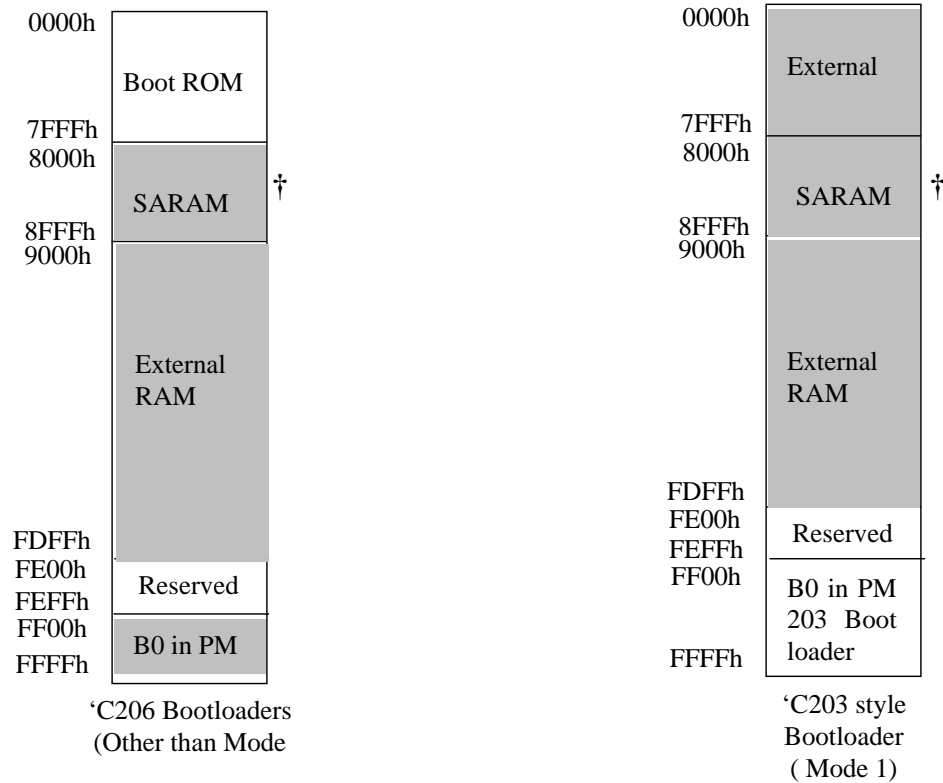 0000h
Boot ROM
7FFFh
8000h
SARAM
†
8FFFh
9000h
External
RAM
FDFFh
FE00h
Reserved
FEFFh
FF00h
B0 in PM
FFFFh
‘C206 Bootloaders
(Other than Mode
0000h
External
7FFFh
8000h
SARAM
†
8FFFh
9000h
External
RAM
FDFFh
FE00h
Reserved
FEFFh
FF00h
B0 in PM
203 Boot
loader
FFFFh
‘C203 style
Bootloader
( Mode 1)